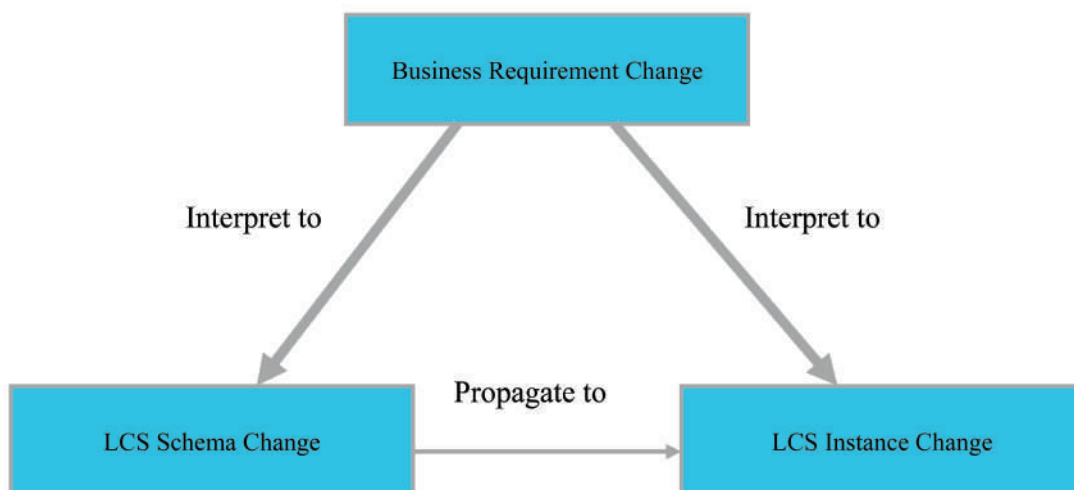 Business Requirement Change
Interpret to
Interpret to
Propagate to
LCS Schema Change
LCS Instance Change